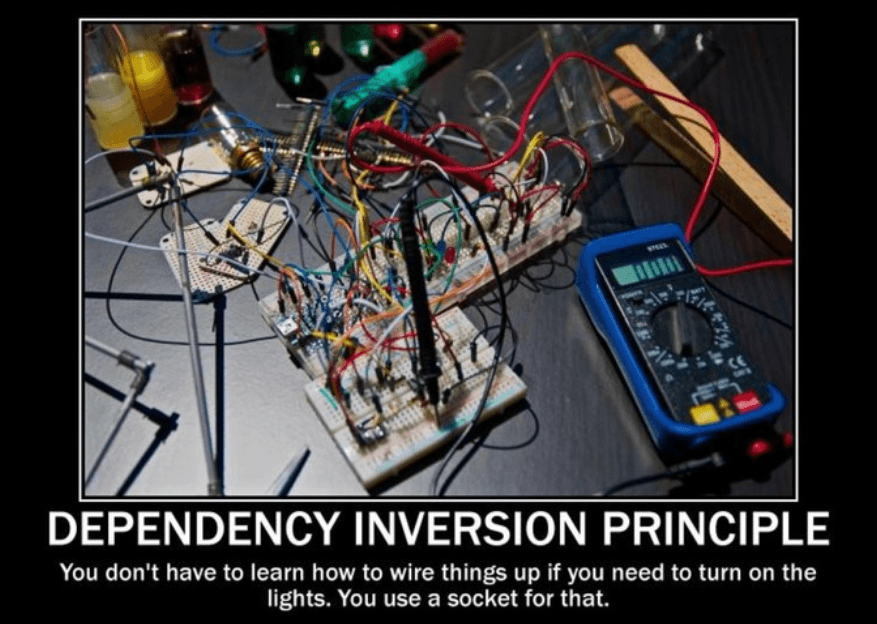 DEPENDENCY INVERSION PRINCIPLE
You don't have to learn how to wire things up if you need to turn on the
lights. You use a socket for that.